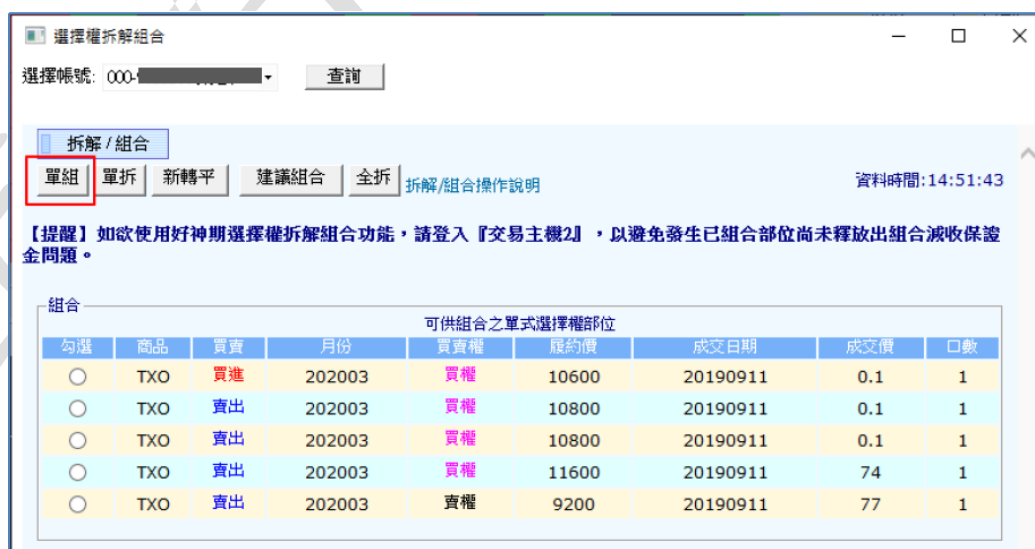 選擇權拆解組合
選擇帳號: 000- 查詢
拆解 / 組合
單組 單拆 新轉平 建議組合 全拆 拆解/組合操作說明 資料時間:14:51:43
【提醒】如欲使用好神期選擇權拆解組合功能，請登入『交易主機2』，以避免發生已組合部位尚未釋放出組合減收保證
金問題。
組合
可供組合之單式選擇權部位
勾選 商品 買賣 月份 買賣權 履約價 成交日期 成交價 口數
TXO 買進 202003 買權 10600 20190911 0.1 1
TXO 賣出 202003 買權 10800 20190911 0.1 1
TXO 賣出 202003 買權 10800 20190911 0.1 1
TXO 賣出 202003 買權 11600 20190911 74 1
TXO 賣出 202003 賣權 9200 20190911 77 1